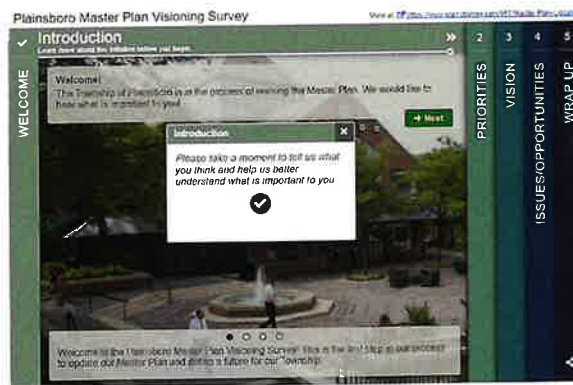 Plainsboro Master Plan Visioning Survey
View at
Introduction
Learn more about this initiative before you begin.
WELCOME
Welcome!
The Township of Plainsboro is in the process of revising the Master Plan. We would like to
hear what is important to you!
Next
Introduction
Please take a moment to tell us what
you think and help us better
understand what is important to you
Welcome to the Plainsboro Master Plan Visioning Survey! This is the first step in our process
to update our Master Plan and define a future for our Township.
2
PRIORITIES
3
VISION
4
ISSUES/OPPORTUNITIES
5
WRAP UP